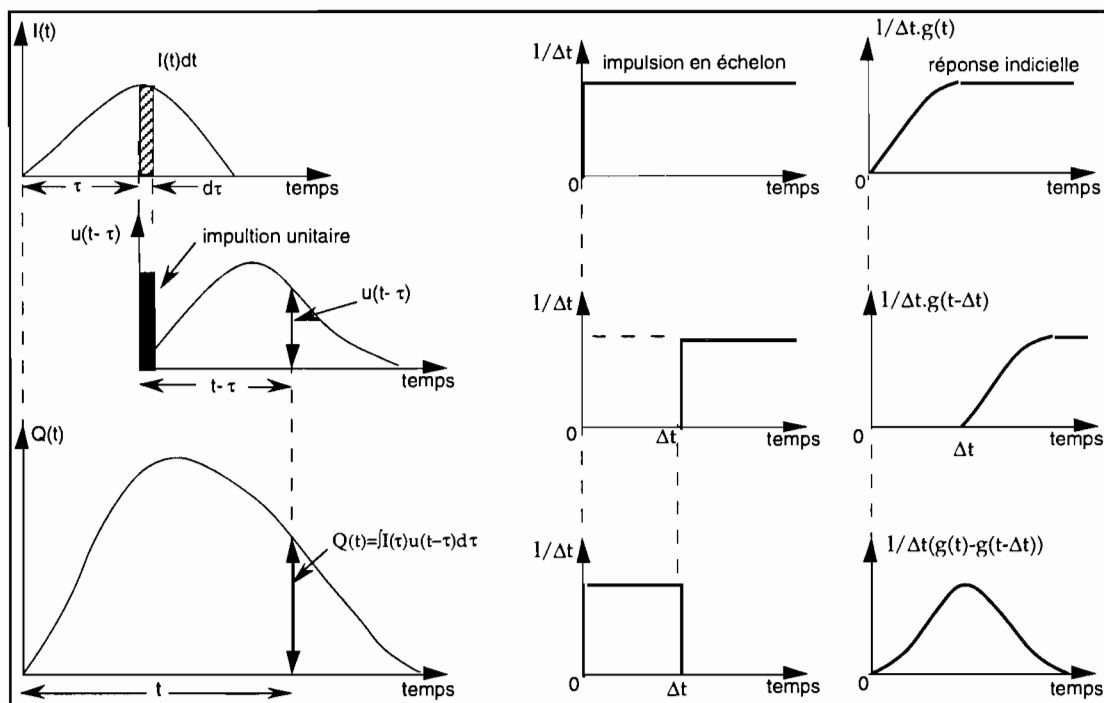 I(t)
I(t)dt
temps
τ
dτ
u(t- τ)
impultion unitaire
u(t- τ)
temps
t- τ
Q(t)
Q(t)=∫I(τ)u(t−τ)dτ
temps
t
1/Δt
impulsion en échelon
0
temps
1/Δt
0
Δt
temps
1/Δt
0
Δt
temps
1/Δt.g(t)
réponse indicielle
0
temps
1/Δt.g(t-Δt)
0
Δt
temps
1/Δt(g(t)-g(t-Δt))
0
temps